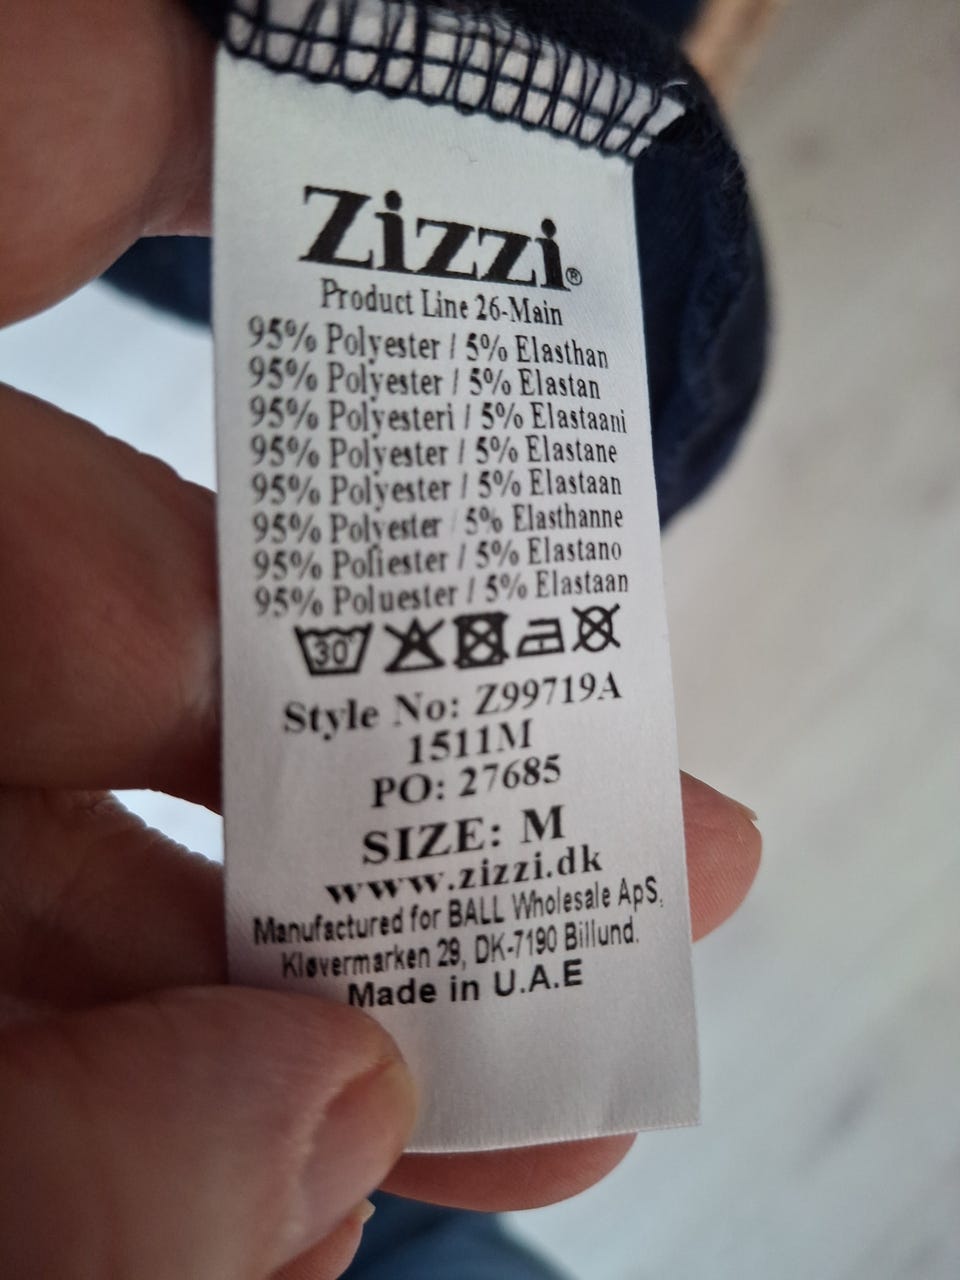 Zizzi®
Product Line 26-Main
95% Polyester / 5% Elasthan
95% Polyester / 5% Elastan
95% Polyesteri / 5% Elastaani
95% Polyester / 5% Elastane
95% Polyester / 5% Elastaan
95% Polyester / 5% Elasthanne
95% Poliester / 5% Elastano
95% Poluester / 5% Elastaan
30°
Style No: Z99719A
1511M
PO: 27685
SIZE: M
www.zizzi.dk
Manufactured for BALL Wholesale ApS,
Kløvermarken 29, DK-7190 Billund.
Made in U.A.E